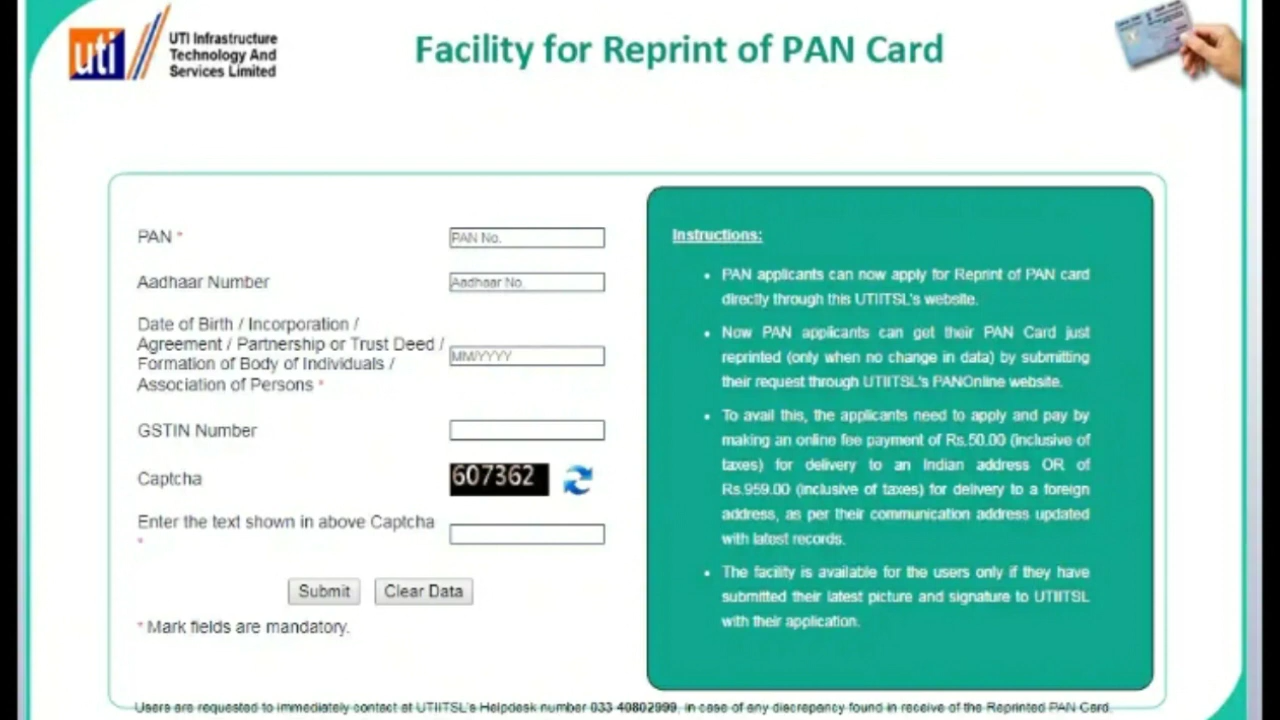 uti
UTI Infrastructure
Technology And
Services Limited
Facility for Reprint of PAN Card
PAN *
PAN No.
Aadhaar Number
Aadhaar No.
Date of Birth / Incorporation /
Agreement / Partnership or Trust Deed /
Formation of Body of Individuals /
Association of Persons *
MM/YYYY
GSTIN Number
Captcha
607362
Enter the text shown in above Captcha
*
Submit
Clear Data
* Mark fields are mandatory.
Instructions:
• PAN applicants can now apply for Reprint of PAN card
directly through this UTIITSL's website.
• Now PAN applicants can get their PAN Card just
reprinted (only when no change in data) by submitting
their request through UTIITSL's PANOnline website.
• To avail this, the applicants need to apply and pay by
making an online fee payment of Rs.50.00 (inclusive of
taxes) for delivery to an Indian address OR of
Rs.959.00 (inclusive of taxes) for delivery to a foreign
address, as per their communication address updated
with latest records.
• The facility is available for the users only if they have
submitted their latest picture and signature to UTIITSL
with their application.
Users are requested to immediately contact at UTIITSL's Helpdesk number 033 40802999, in case of any discrepancy found in receive of the Reprinted PAN Card.